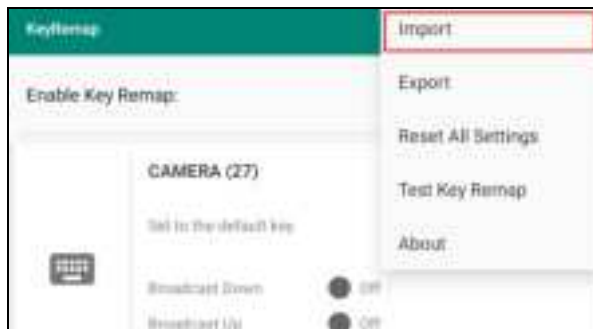 KeyRemap
Import
Enable Key Remap:
Export
Reset All Settings
CAMERA (27)
Test Key Remap
Set to the default key
About
Broadcast Down Off
Broadcast Up Off